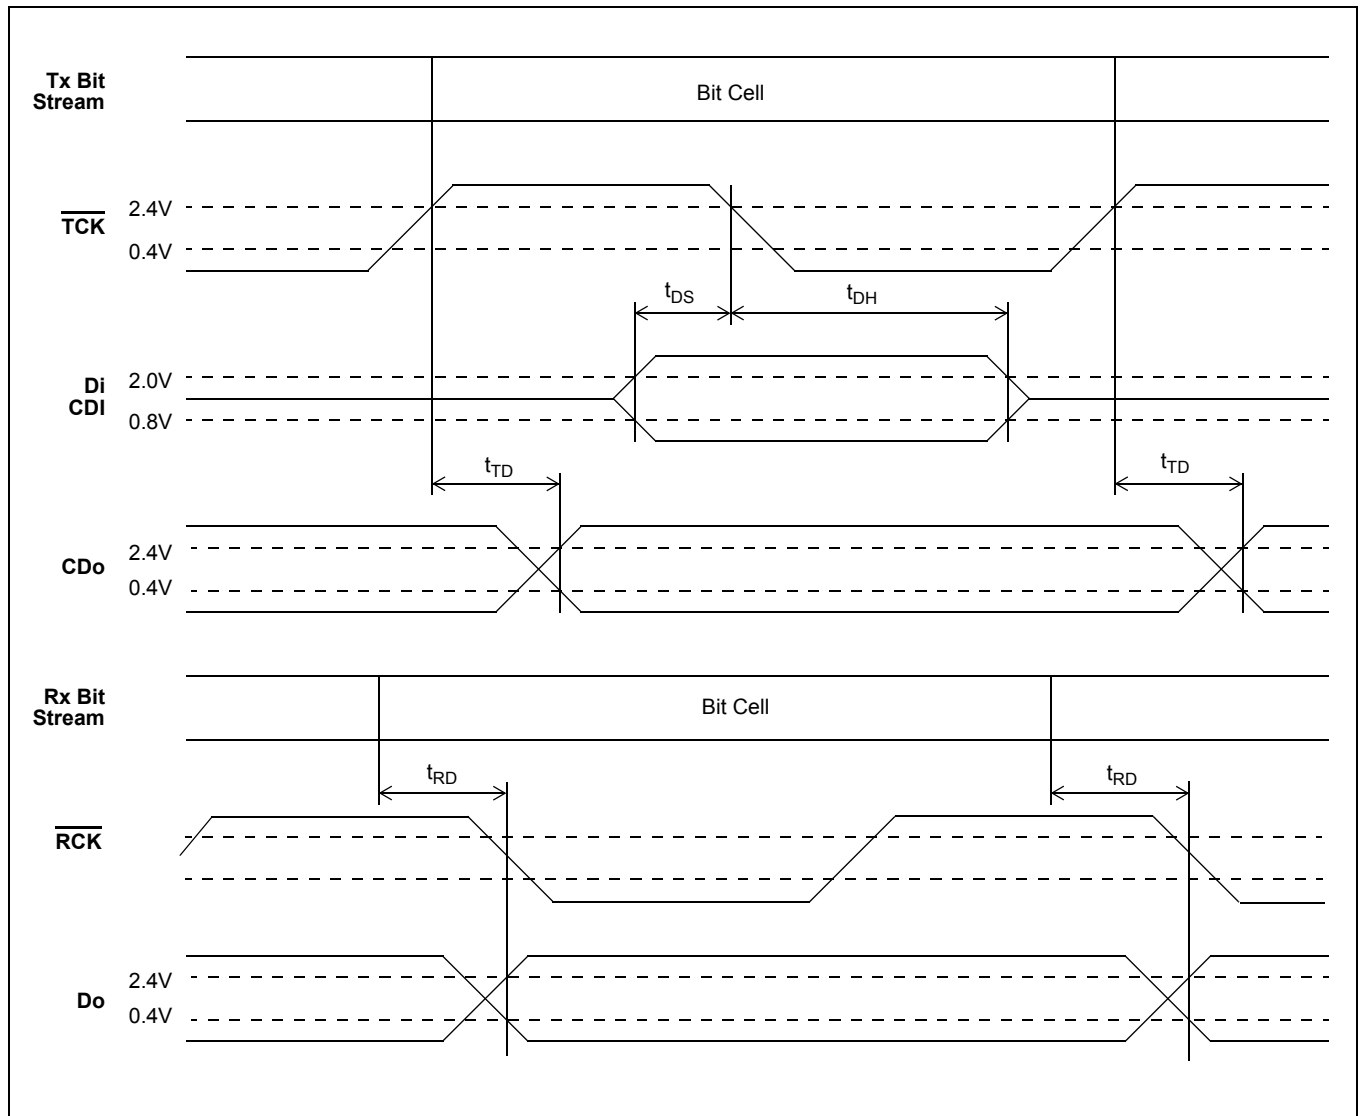 Tx Bit
Stream
Bit Cell
TCK
2.4V
0.4V
tDS
tDH
Di
CDI
2.0V
0.8V
tTD
tTD
CDo
2.4V
0.4V
Rx Bit
Stream
Bit Cell
tRD
tRD
RCK
Do
2.4V
0.4V